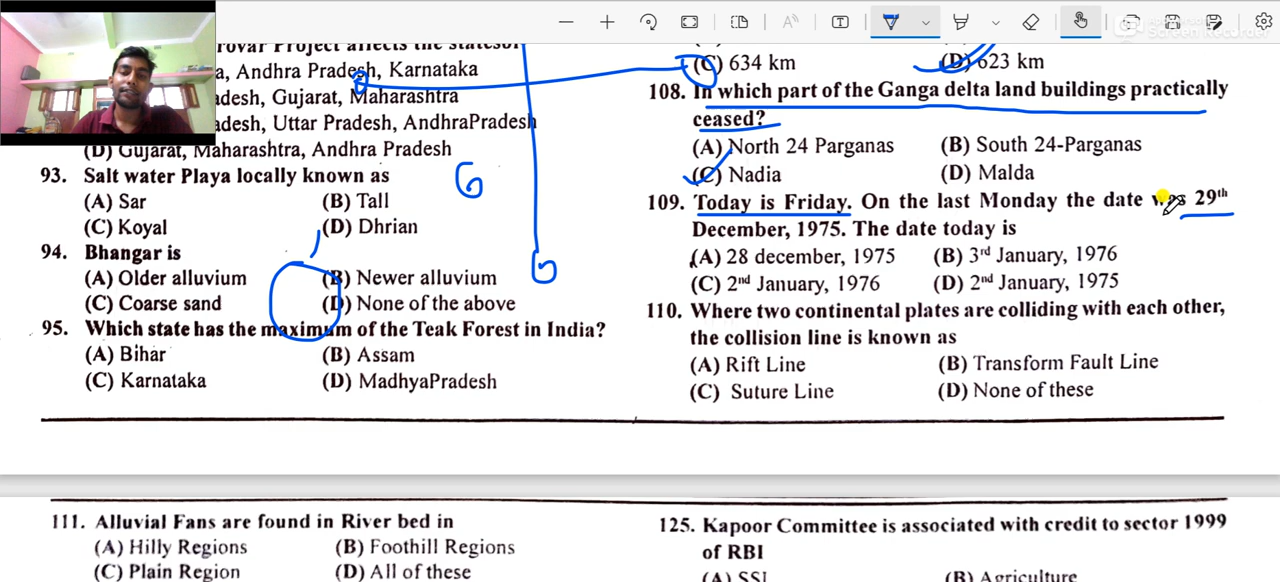 rovar Project affects the statesof
a, Andhra Pradesh, Karnataka
adesh, Gujarat, Maharashtra
adesh, Uttar Pradesh, AndhraPradesh
(D) Gujarat, Maharashtra, Andhra Pradesh
93. Salt water Playa locally known as
(A) Sar (B) Tall
(C) Koyal (D) Dhrian
94. Bhangar is
(A) Older alluvium (B) Newer alluvium
(C) Coarse sand (D) None of the above
95. Which state has the maximum of the Teak Forest in India?
(A) Bihar (B) Assam
(C) Karnataka (D) MadhyaPradesh
(C) 634 km (D) 623 km
108. In which part of the Ganga delta land buildings practically
ceased?
(A) North 24 Parganas (B) South 24-Parganas
(C) Nadia (D) Malda
109. Today is Friday. On the last Monday the date was 29th
December, 1975. The date today is
(A) 28 december, 1975 (B) 3rd January, 1976
(C) 2nd January, 1976 (D) 2nd January, 1975
110. Where two continental plates are colliding with each other,
the collision line is known as
(A) Rift Line (B) Transform Fault Line
(C) Suture Line (D) None of these
111. Alluvial Fans are found in River bed in
(A) Hilly Regions (B) Foothill Regions
(C) Plain Region (D) All of these
125. Kapoor Committee is associated with credit to sector 1999
of RBI
(A) SSI (B) Agriculture
Screen Recorder